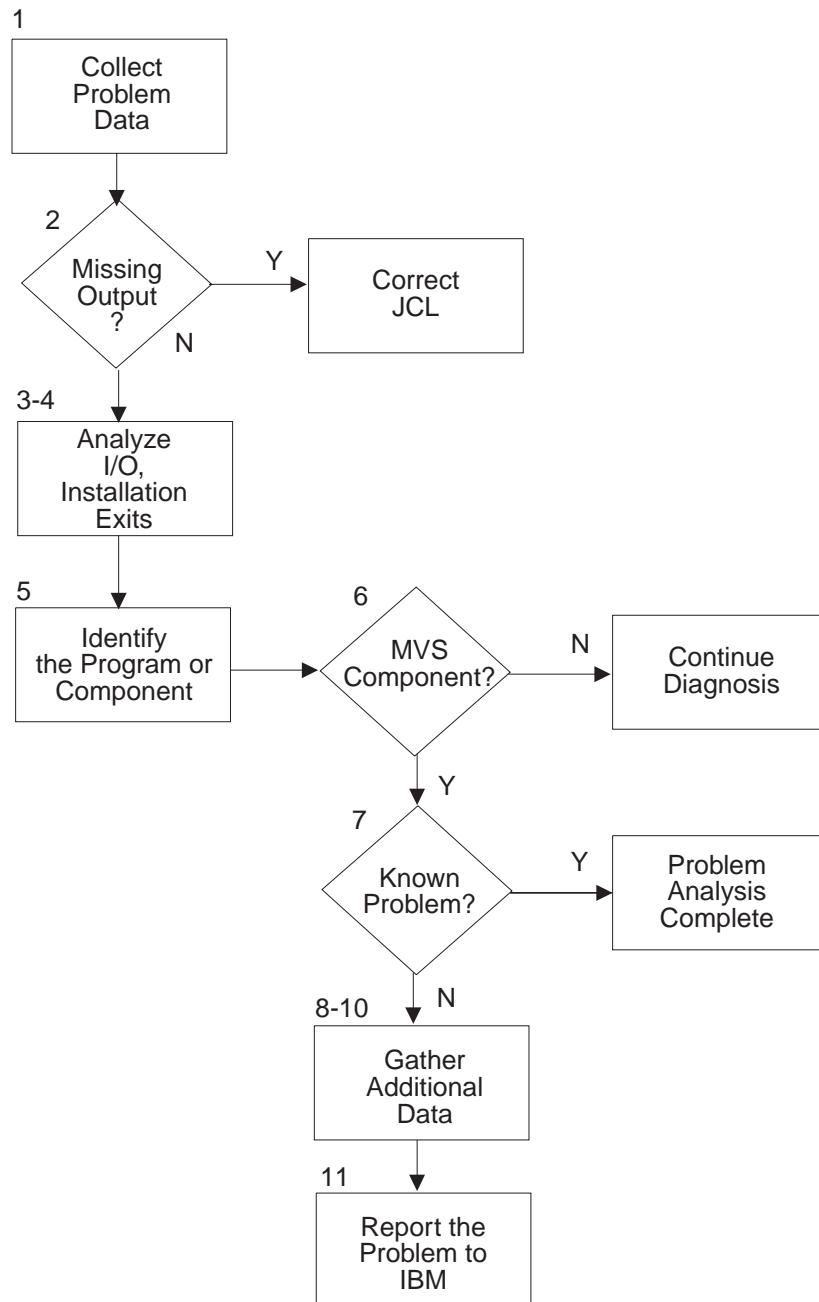 1
Collect
Problem
Data
2
Missing
Output
?
Y
N
Correct
JCL
3-4
Analyze
I/O,
Installation
Exits
5
Identify
the Program or
Component
6
MVS
Component?
N
Y
Continue
Diagnosis
7
Known
Problem?
Y
N
Problem
Analysis
Complete
8-10
Gather
Additional
Data
11
Report the
Problem to
IBM